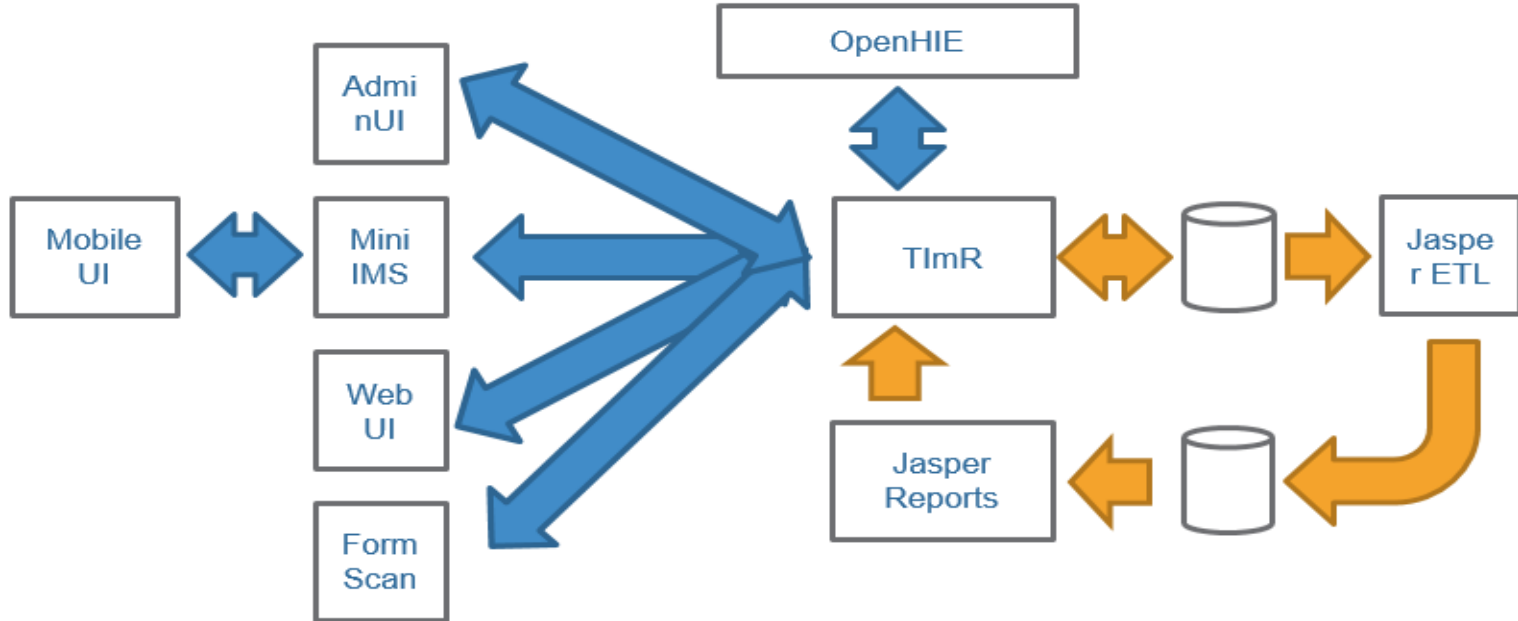 OpenHIE
Admi
nUI
Mobile
UI
Mini
IMS
TImR
Jaspe
r ETL
Web
UI
Jasper
Reports
Form
Scan